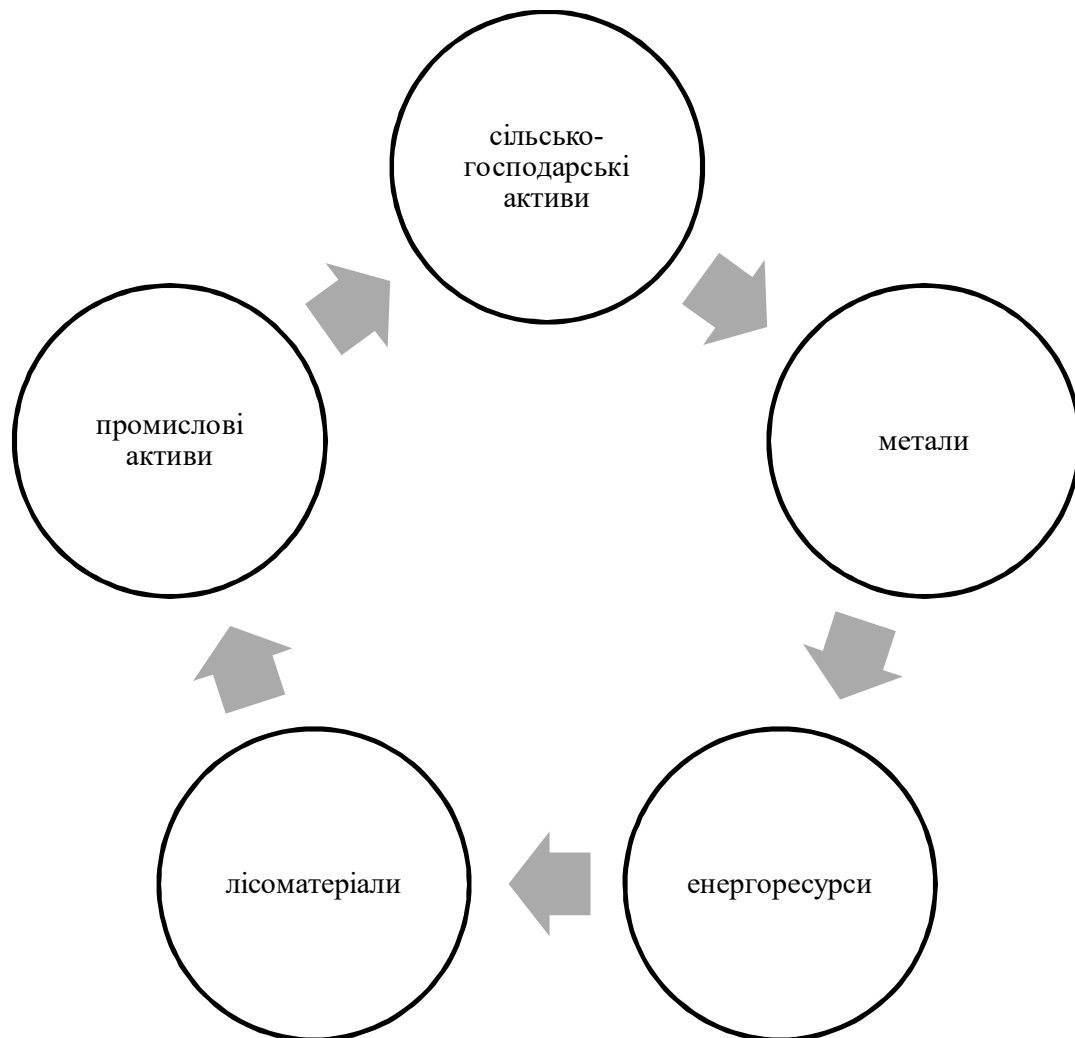 сільсько-
господарські
активи
метали
енергоресурси
лісоматеріали
промислові
активи